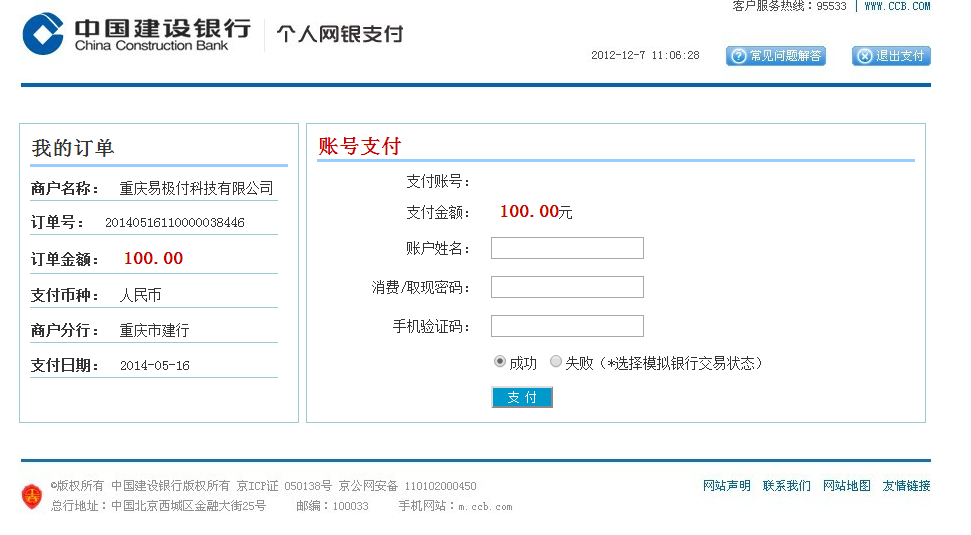 客户服务热线：95533 | WWW.CCB.COM
中国建设银行
China Construction Bank
个人网银支付
2012-12-7 11:06:28
常见问题解答
退出支付
我的订单
商户名称： 重庆易极付科技有限公司
订单号： 20140516110000038446
订单金额： 100.00
支付币种： 人民币
商户分行： 重庆市建行
支付日期： 2014-05-16
账号支付
支付账号：
支付金额： 100.00元
账户姓名：
消费/取现密码：
手机验证码：
成功 失败（*选择模拟银行交易状态）
支 付
©版权所有 中国建设银行版权所有 京ICP证 050138号 京公网安备 110102000450
总行地址：中国北京西城区金融大街25号 邮编：100033 手机网站：m.ccb.com
网站声明 联系我们 网站地图 友情链接